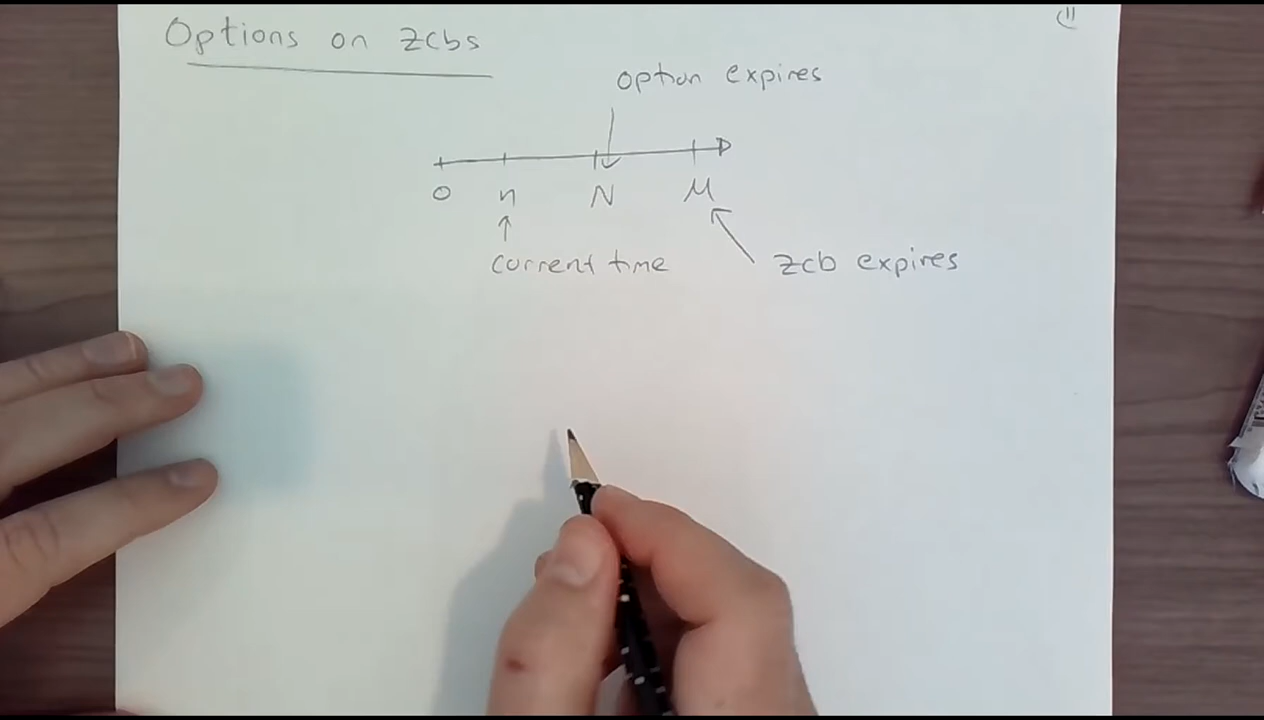 Options on zcbs
option expires
0 n N M
current time
zcb expires